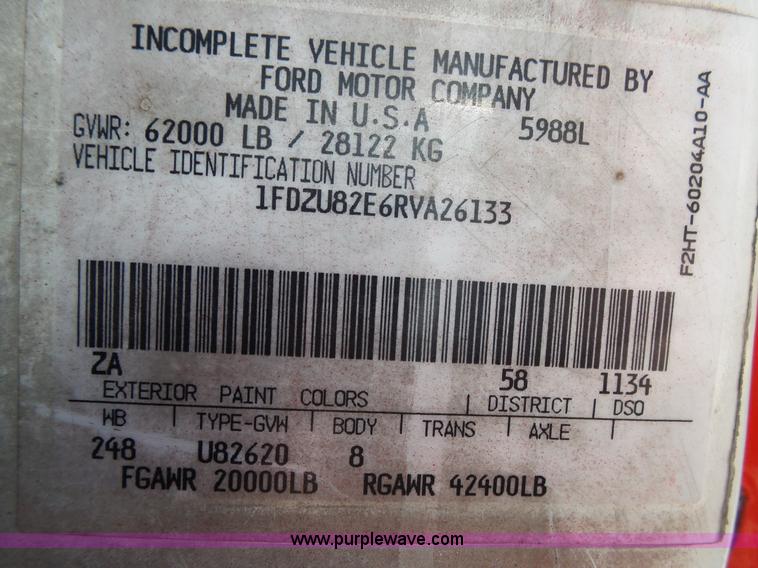 INCOMPLETE VEHICLE MANUFACTURED BY
FORD MOTOR COMPANY
MADE IN U.S.A 5988L
GVWR: 62000 LB / 28122 KG
VEHICLE IDENTIFICATION NUMBER
1FDZU82E6RVA26133
F2HT-60204A10-AA
ZA 58 1134
EXTERIOR PAINT COLORS DISTRICT DSO
WB TYPE-GVW BODY TRANS AXLE
248 U82620 8
FGAWR 20000LB RGAWR 42400LB
www.purplewave.com